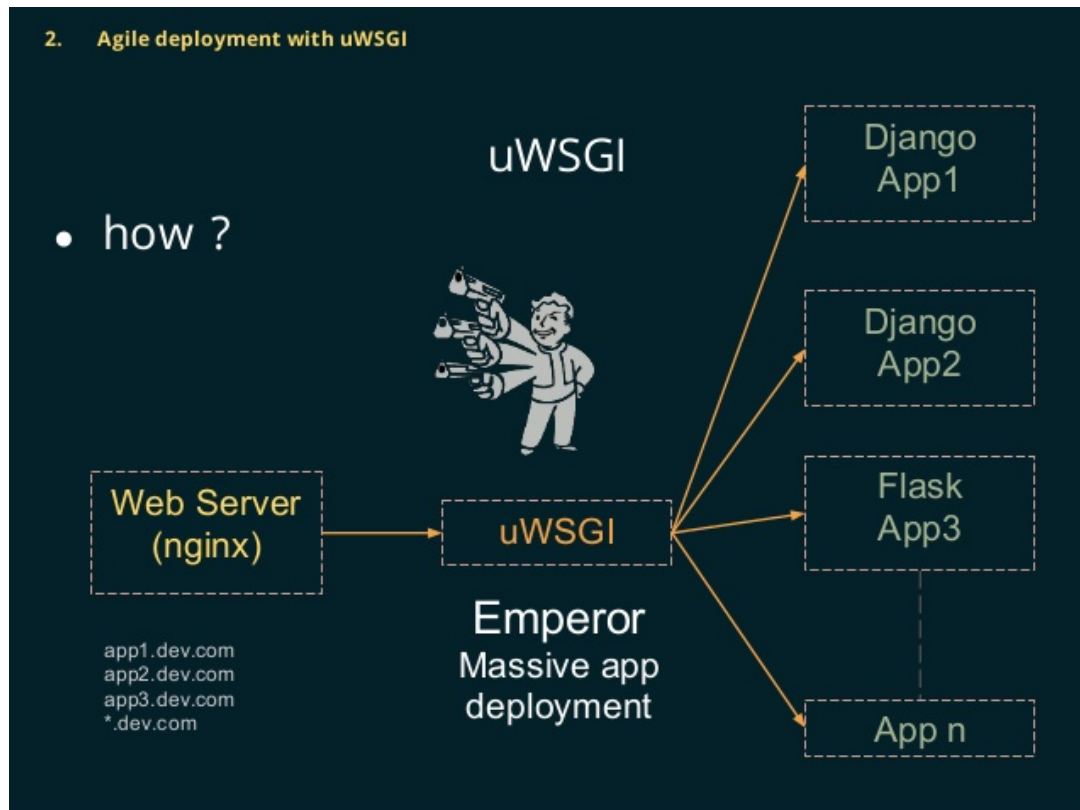 2. Agile deployment with uWSGI
uWSGI
• how ?
Django
App1
Django
App2
Flask
App3
App n
Web Server
(nginx)
uWSGI
Emperor
Massive app
deployment
app1.dev.com
app2.dev.com
app3.dev.com
*.dev.com